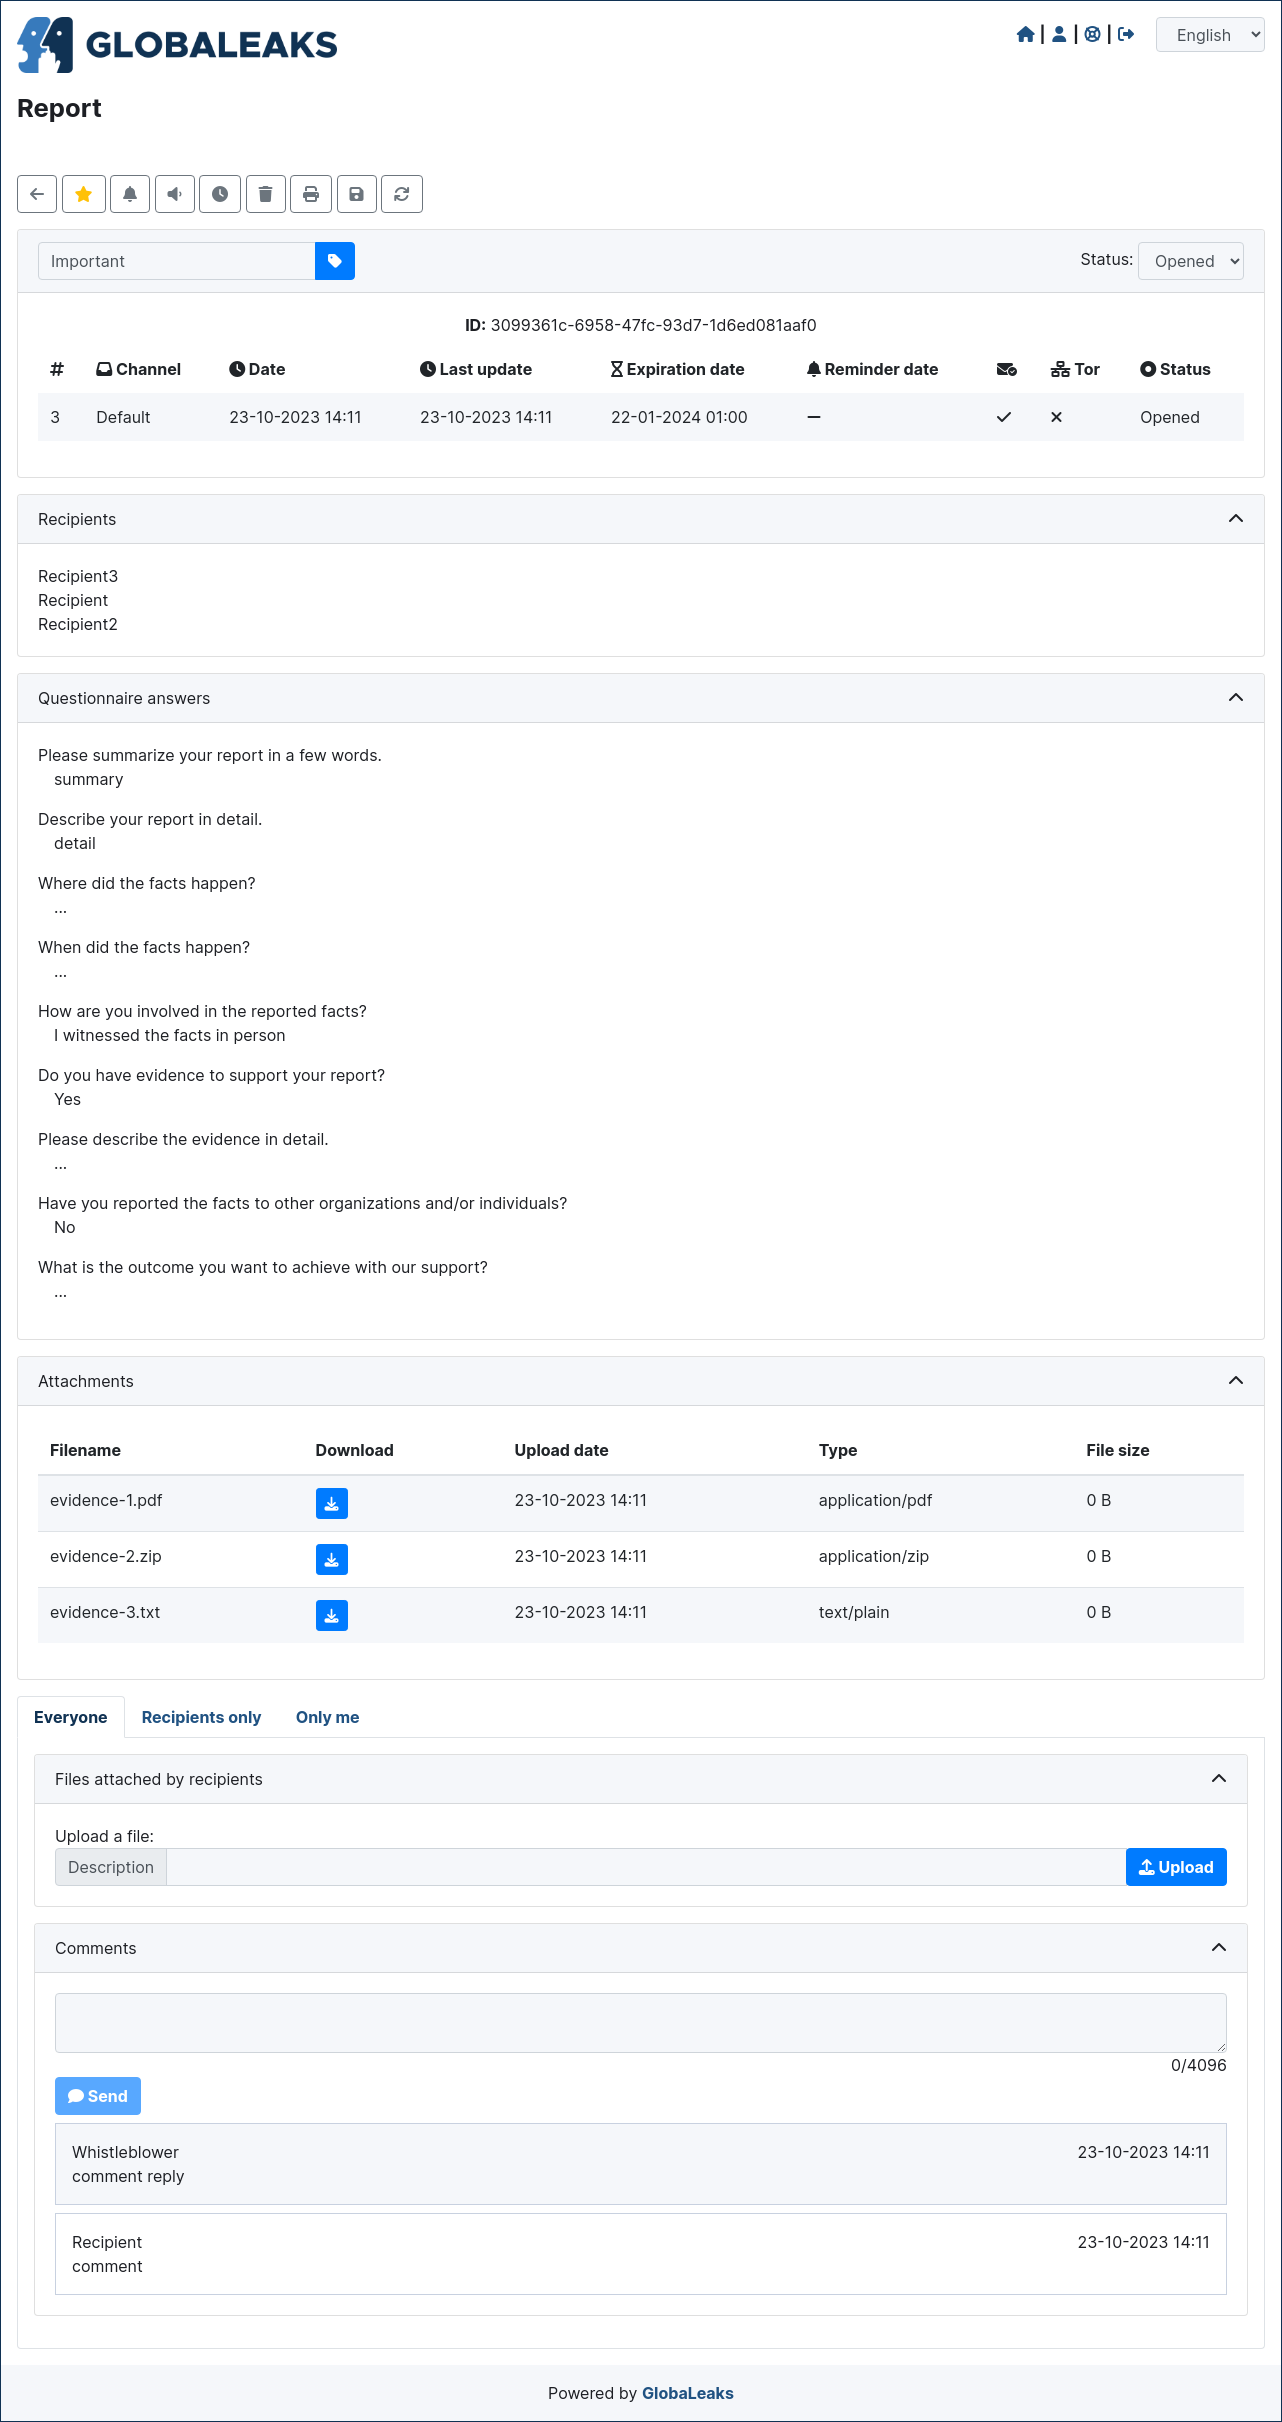 GLOBALEAKS
| | | English
Report
Important
Status: Opened
ID: 3099361c-6958-47fc-93d7-1d6ed081aaf0
# Channel Date Last update Expiration date Reminder date Tor Status
3 Default 23-10-2023 14:11 23-10-2023 14:11 22-01-2024 01:00 — Opened
Recipients
Recipient3
Recipient
Recipient2
Questionnaire answers
Please summarize your report in a few words.
summary
Describe your report in detail.
detail
Where did the facts happen?
...
When did the facts happen?
...
How are you involved in the reported facts?
I witnessed the facts in person
Do you have evidence to support your report?
Yes
Please describe the evidence in detail.
...
Have you reported the facts to other organizations and/or individuals?
No
What is the outcome you want to achieve with our support?
...
Attachments
Filename Download Upload date Type File size
evidence-1.pdf 23-10-2023 14:11 application/pdf 0 B
evidence-2.zip 23-10-2023 14:11 application/zip 0 B
evidence-3.txt 23-10-2023 14:11 text/plain 0 B
Everyone Recipients only Only me
Files attached by recipients
Upload a file:
Description Upload
Comments
0/4096
Send
Whistleblower 23-10-2023 14:11
comment reply
Recipient 23-10-2023 14:11
comment
Powered by GlobaLeaks